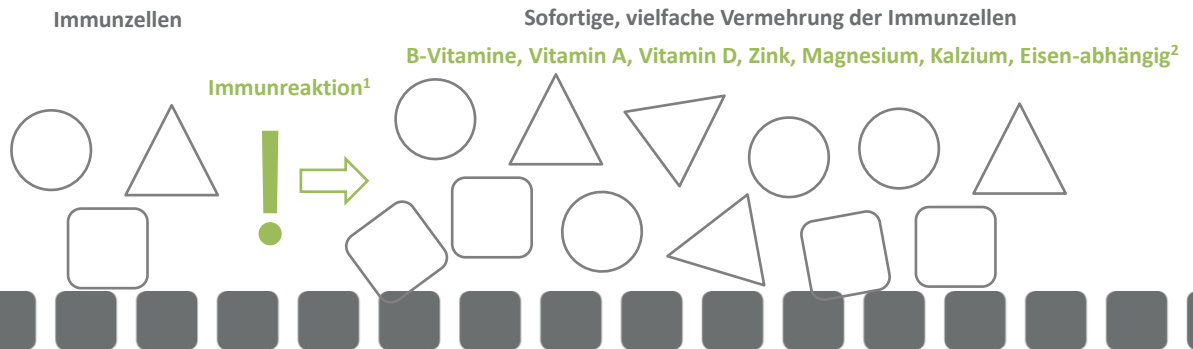 Immunzellen
Sofortige, vielfache Vermehrung der Immunzellen
B-Vitamine, Vitamin A, Vitamin D, Zink, Magnesium, Kalzium, Eisen-abhängig²
Immunreaktion¹
!